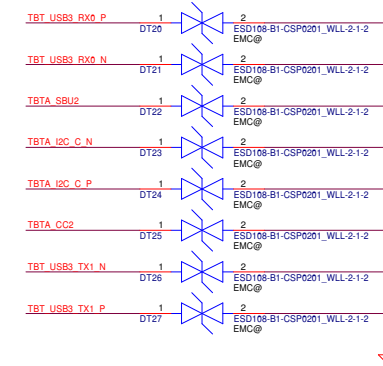 TBT_USB3_RX0_P 1 2
DT20 ESD108-B1-CSP0201_WLL-2-1-2
EMC@
TBT_USB3_RX0_N 1 2
DT21 ESD108-B1-CSP0201_WLL-2-1-2
EMC@
TBTA_SBU2 1 2
DT22 ESD108-B1-CSP0201_WLL-2-1-2
EMC@
TBTA_I2C_C_N 1 2
DT23 ESD108-B1-CSP0201_WLL-2-1-2
EMC@
TBTA_I2C_C_P 1 2
DT24 ESD108-B1-CSP0201_WLL-2-1-2
EMC@
TBTA_CC2 1 2
DT25 ESD108-B1-CSP0201_WLL-2-1-2
EMC@
TBT_USB3_TX1_N 1 2
DT26 ESD108-B1-CSP0201_WLL-2-1-2
EMC@
TBT_USB3_TX1_P 1 2
DT27 ESD108-B1-CSP0201_WLL-2-1-2
EMC@